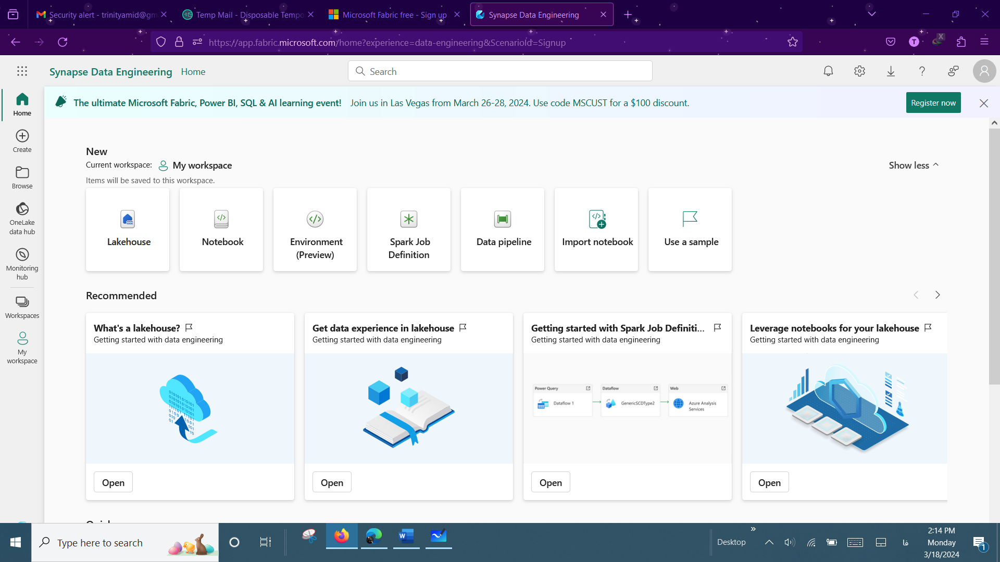 Security alert - trinityamid@gm
Temp Mail - Disposable Tempo
Microsoft Fabric free - Sign up
Synapse Data Engineering
https://app.fabric.microsoft.com/home?experience=data-engineering&ScenarioId=Signup
T
X
Synapse Data Engineering
Home
Search
The ultimate Microsoft Fabric, Power BI, SQL & AI learning event!
Join us in Las Vegas from March 26-28, 2024. Use code MSCUST for a $100 discount.
Register now
Home
Create
Browse
OneLake
data hub
Monitoring
hub
Workspaces
My
workspace
New
Current workspace:
My workspace
Show less
Items will be saved to this workspace.
Lakehouse
Notebook
Environment
(Preview)
Spark Job
Definition
Data pipeline
Import notebook
Use a sample
Recommended
What's a lakehouse?
Getting started with data engineering
Open
Get data experience in lakehouse
Getting started with data engineering
Open
Getting started with Spark Job Definiti...
Getting started with data engineering
Power Query
Dataflow 1
Dataflow
GenericSCDType2
Web
Azure Analysis
Services
Open
Leverage notebooks for your lakehouse
Getting started with data engineering
Open
Type here to search
Desktop
فا
2:14 PM
Monday
3/18/2024
1